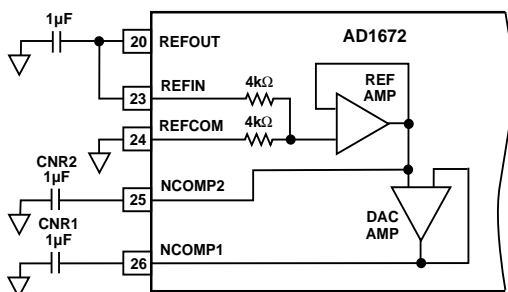 1µF
20
REFOUT
AD1672
23
REFIN
4kΩ
REF
AMP
24
REFCOM
4kΩ
CNR2
1µF
25
NCOMP2
DAC
AMP
CNR1
1µF
26
NCOMP1